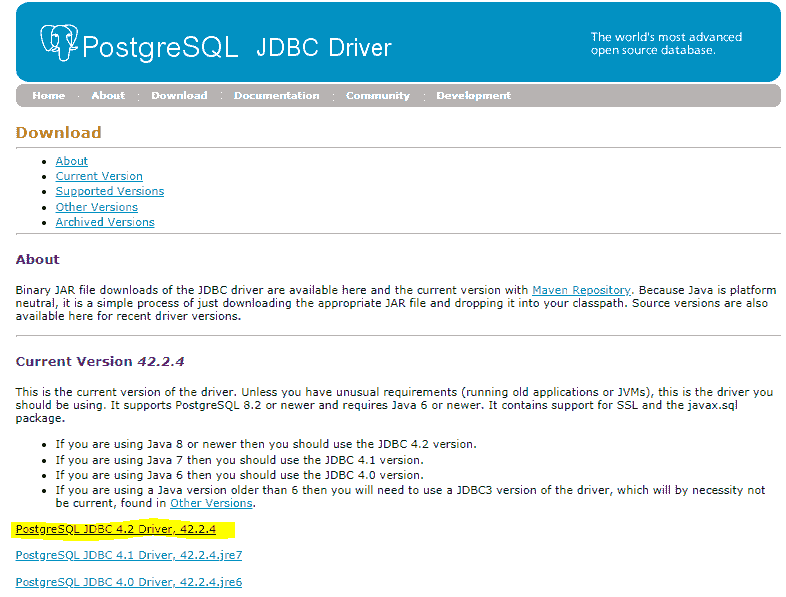 PostgreSQL JDBC Driver
The world's most advanced
open source database.
Home · About : Download : Documentation : Community : Development
Download
• About
• Current Version
• Supported Versions
• Other Versions
• Archived Versions
About
Binary JAR file downloads of the JDBC driver are available here and the current version with Maven Repository. Because Java is platform
neutral, it is a simple process of just downloading the appropriate JAR file and dropping it into your classpath. Source versions are also
available here for recent driver versions.
Current Version 42.2.4
This is the current version of the driver. Unless you have unusual requirements (running old applications or JVMs), this is the driver you
should be using. It supports PostgreSQL 8.2 or newer and requires Java 6 or newer. It contains support for SSL and the javax.sql
package.
• If you are using Java 8 or newer then you should use the JDBC 4.2 version.
• If you are using Java 7 then you should use the JDBC 4.1 version.
• If you are using Java 6 then you should use the JDBC 4.0 version.
• If you are using a Java version older than 6 then you will need to use a JDBC3 version of the driver, which will by necessity not
be current, found in Other Versions.
PostgreSQL JDBC 4.2 Driver, 42.2.4
PostgreSQL JDBC 4.1 Driver, 42.2.4.jre7
PostgreSQL JDBC 4.0 Driver, 42.2.4.jre6